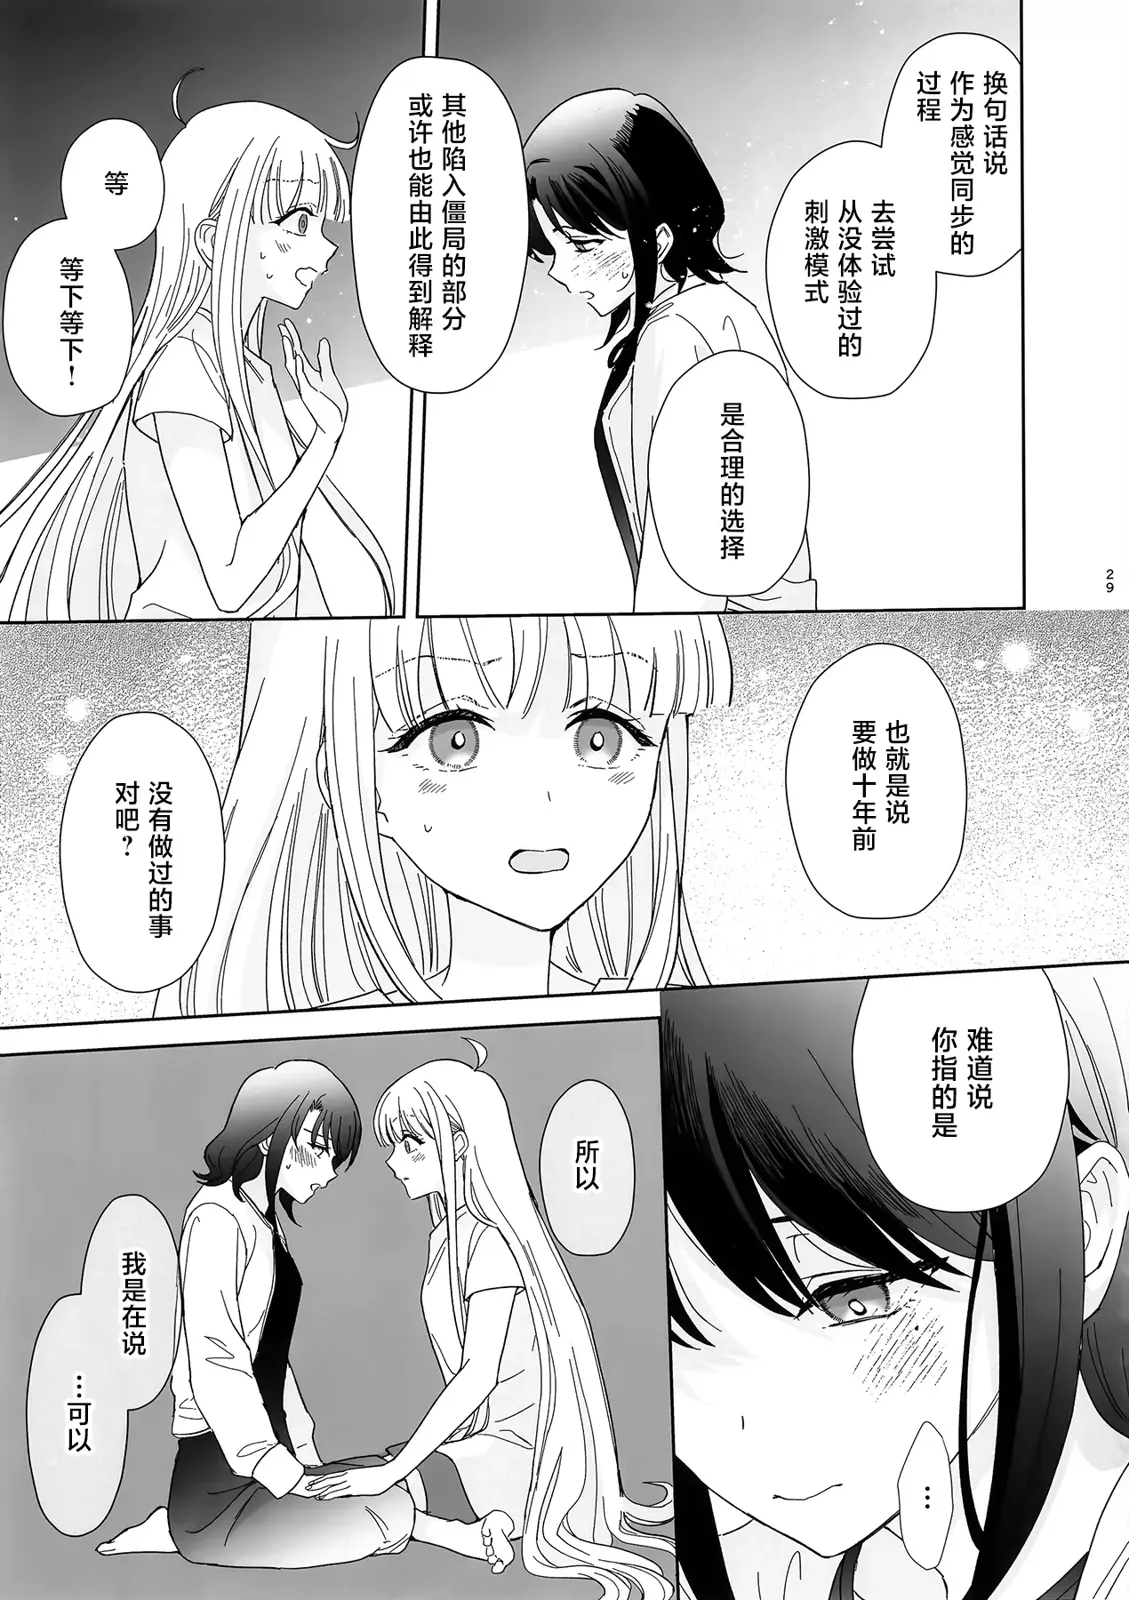 换句话说
作为感觉同步的
过程
去尝试
从没体验过的
刺激模式
是合理的选择
其他陷入僵局的部分
或许也能由此得到解释
等
等下等下！
29
也就是说
要做十年前
没有做过的事
对吧？
难道说
你指的是
…
所以
我是在说
…可以